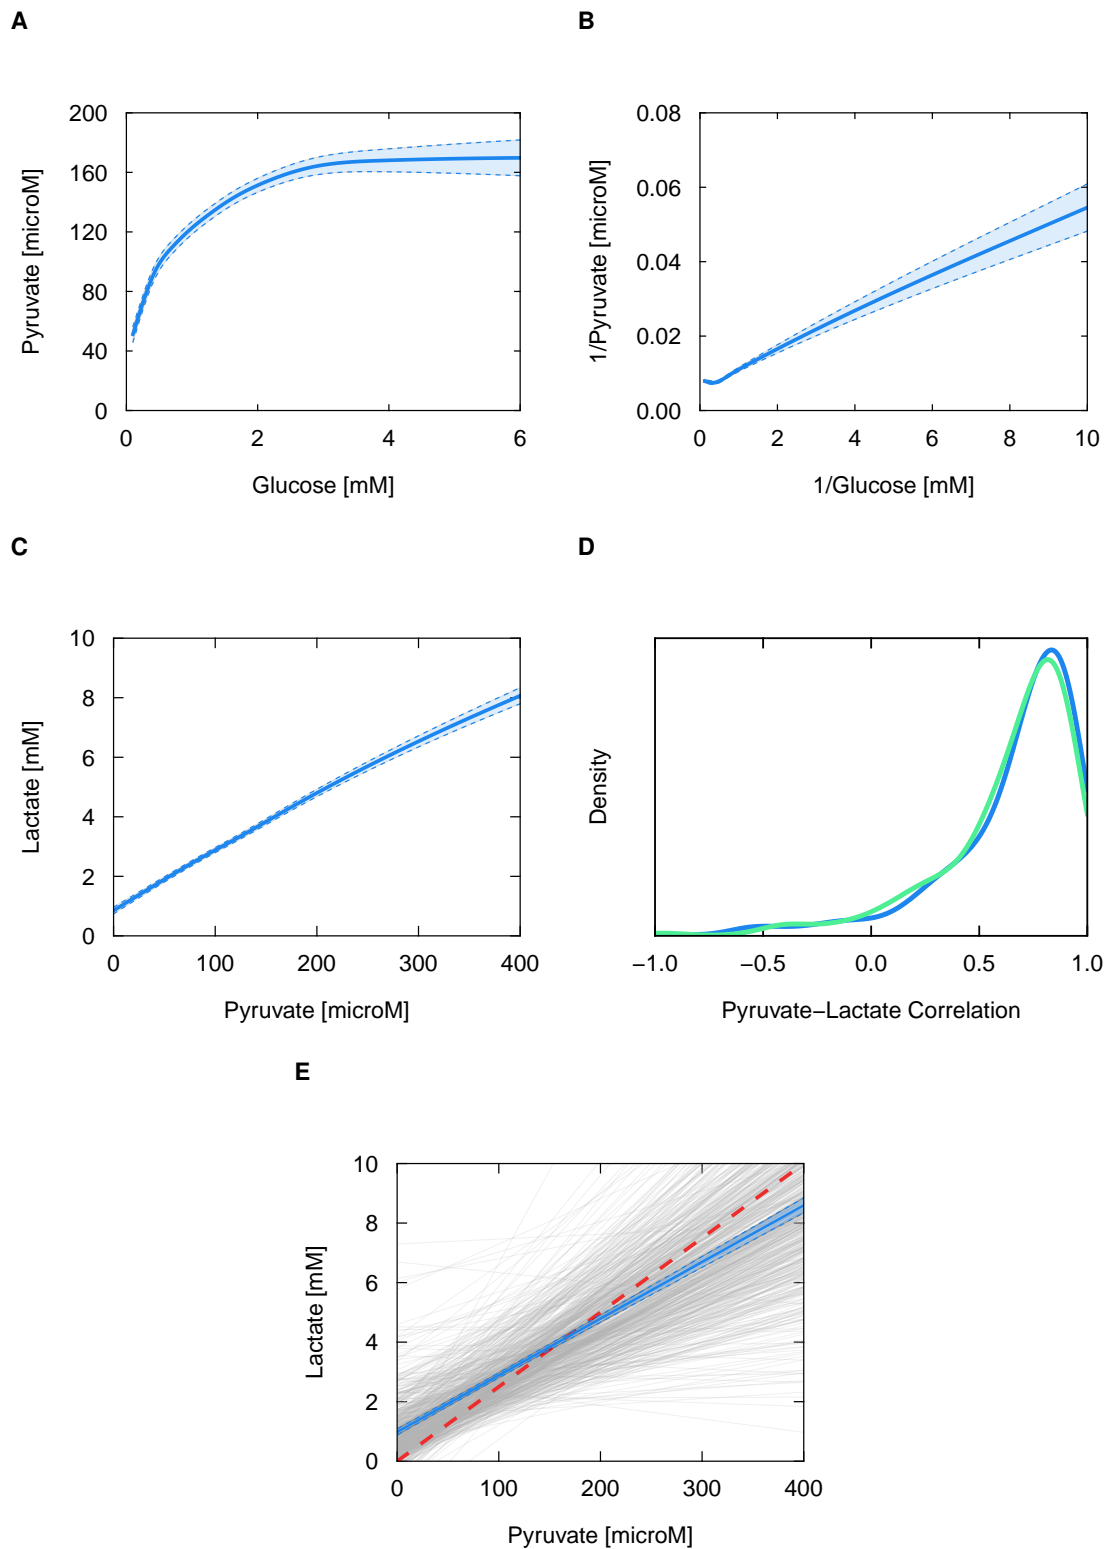 A
B
200
160
120
80
40
0
Pyruvate [microM]
0 2 4 6
Glucose [mM]
0.08
0.06
0.04
0.02
0.00
1/Pyruvate [microM]
0 2 4 6 8 10
1/Glucose [mM]
C
D
10
8
6
4
2
0
Lactate [mM]
0 100 200 300 400
Pyruvate [microM]
Density
−1.0 −0.5 0.0 0.5 1.0
Pyruvate−Lactate Correlation
E
10
8
6
4
2
0
Lactate [mM]
0 100 200 300 400
Pyruvate [microM]